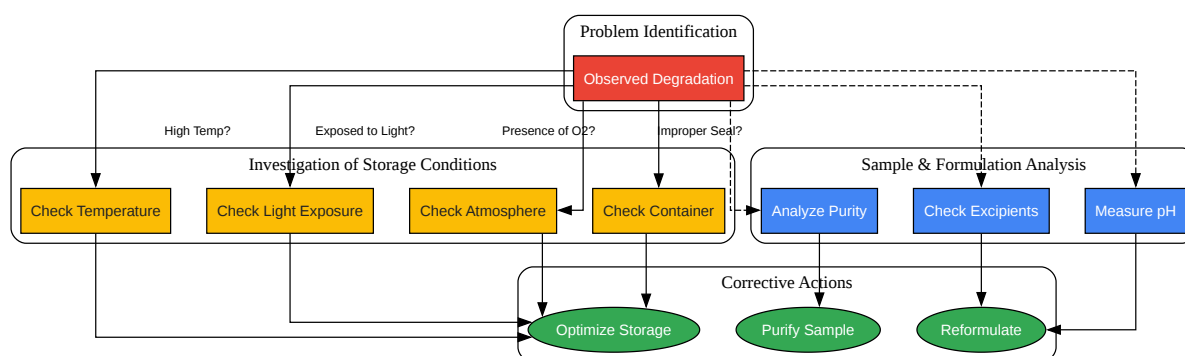 Problem Identification
Observed Degradation
High Temp?
Exposed to Light?
Presence of O2?
Improper Seal?
Investigation of Storage Conditions
Sample & Formulation Analysis
Check Temperature
Check Light Exposure
Check Atmosphere
Check Container
Analyze Purity
Check Excipients
Measure pH
Corrective Actions
Optimize Storage
Purify Sample
Reformulate